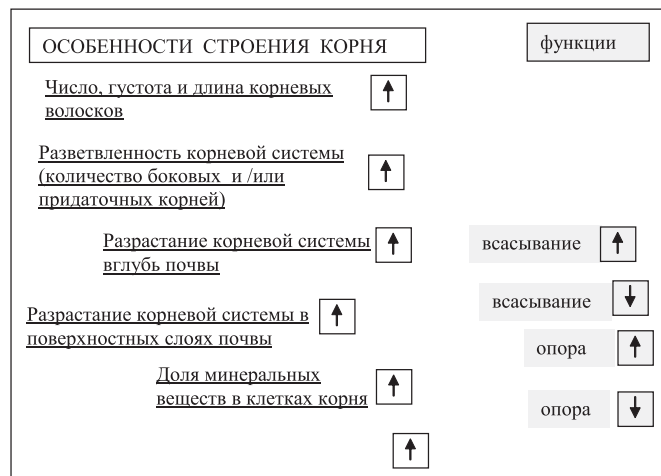 ОСОБЕННОСТИ СТРОЕНИЯ КОРНЯ
функции
Число, густота и длина корневых
волосков
Разветвленность корневой системы
(количество боковых и /или
придаточных корней)
Разрастание корневой системы
вглубь почвы
всасывание
всасывание
Разрастание корневой системы в
поверхностных слоях почвы
опора
Доля минеральных
веществ в клетках корня
опора